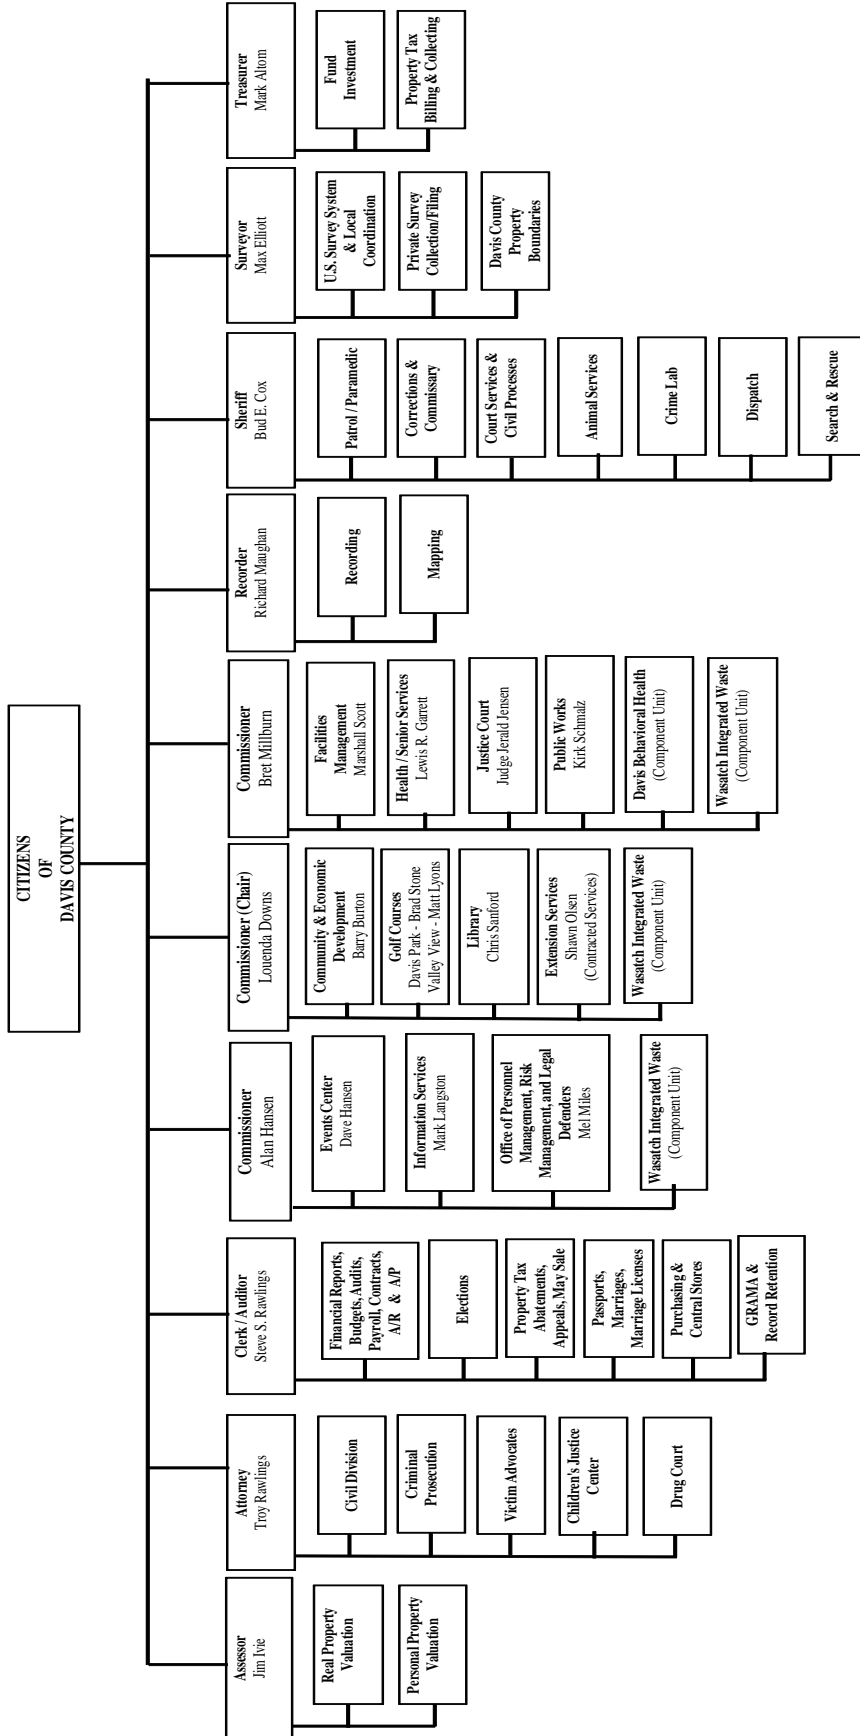 CITIZENS
OF
DAVIS COUNTY
Assessor
Jim Ivie
Real Property
Valuation
Personal Property
Valuation
Attorney
Troy Rawlings
Civil Division
Criminal
Prosecution
Victim Advocates
Children's Justice
Center
Drug Court
Clerk / Auditor
Steve S. Rawlings
Financial Reports,
Budgets, Audits,
Payroll, Contracts,
A/R & A/P
Elections
Property Tax
Abatements,
Appeals, May Sale
Passports,
Marriages,
Marriage Licenses
Purchasing &
Central Stores
GRAMA &
Record Retention
Commissioner
Alan Hansen
Events Center
Dave Hansen
Information Services
Mark Langston
Office of Personnel
Management, Risk
Management, and Legal
Defenders
Mel Miles
Wasatch Integrated Waste
(Component Unit)
Commissioner (Chair)
Louenda Downs
Community & Economic
Development
Barry Burton
Golf Courses
Davis Park - Brad Stone
Valley View - Matt Lyons
Library
Chris Sanford
Extension Services
Shawn Olsen
(Contracted Services)
Wasatch Integrated Waste
(Component Unit)
Commissioner
Bret Millburn
Facilities
Management
Marshall Scott
Health / Senior Services
Lewis R. Garrett
Justice Court
Judge Jerald Jensen
Public Works
Kirk Schmalz
Davis Behavioral Health
(Component Unit)
Wasatch Integrated Waste
(Component Unit)
Recorder
Richard Maughan
Recording
Mapping
Sheriff
Bud E. Cox
Patrol / Paramedic
Corrections &
Commissary
Court Services &
Civil Processes
Animal Services
Crime Lab
Dispatch
Search & Rescue
Surveyor
Max Elliott
U.S. Survey System
& Local
Coordination
Private Survey
Collection/Filing
Davis County
Property
Boundaries
Treasurer
Mark Altom
Fund
Investment
Property Tax
Billing & Collecting